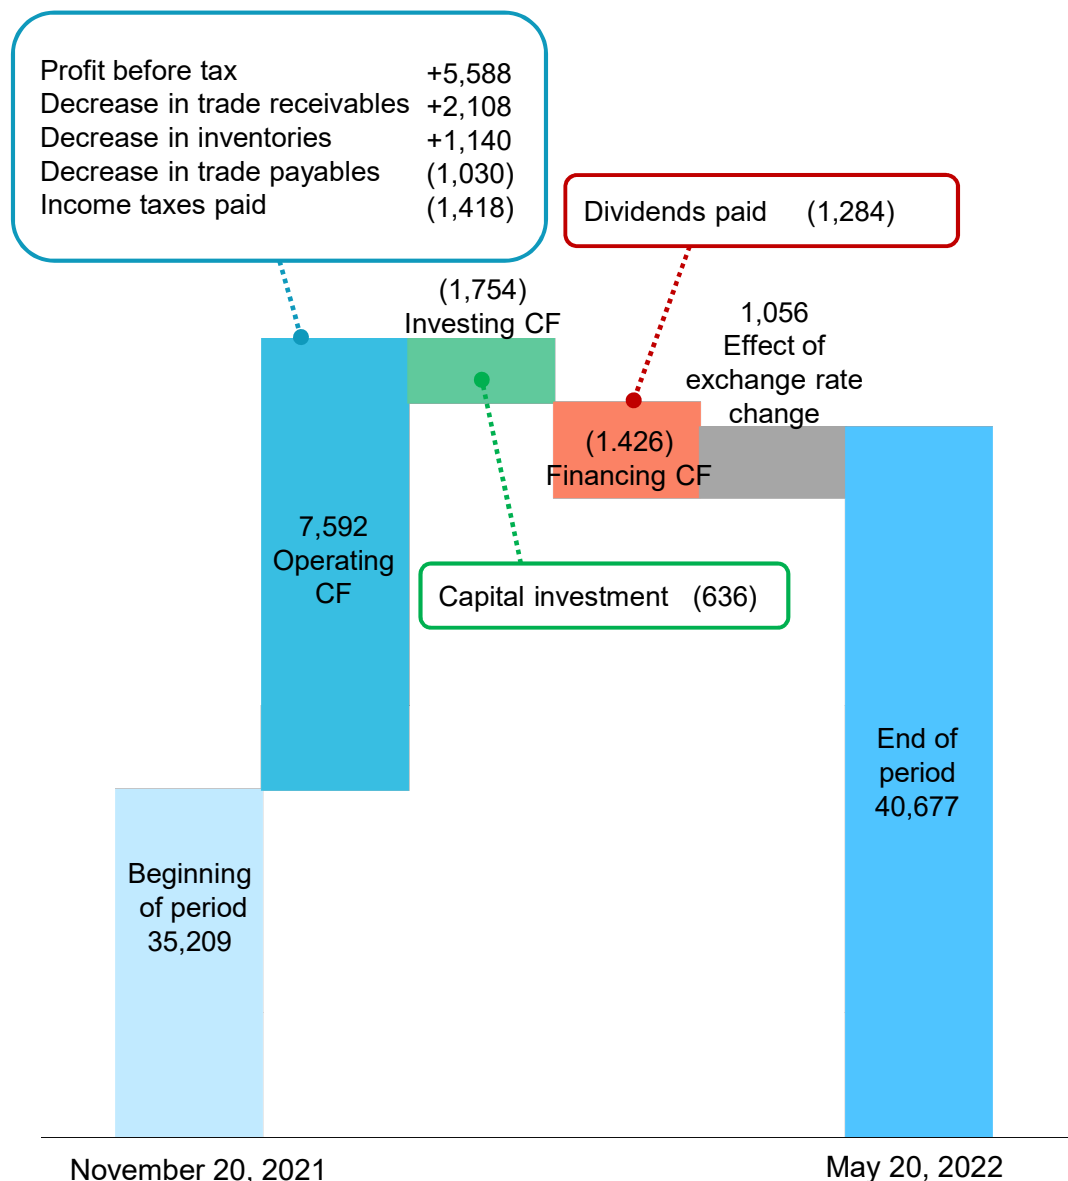 Profit before tax +5,588
Decrease in trade receivables +2,108
Decrease in inventories +1,140
Decrease in trade payables (1,030)
Income taxes paid (1,418)
Dividends paid (1,284)
(1,754)
Investing CF
1,056
Effect of
exchange rate
change
(1.426)
Financing CF
7,592
Operating
CF
Capital investment (636)
End of
period
40,677
Beginning
of period
35,209
November 20, 2021
May 20, 2022